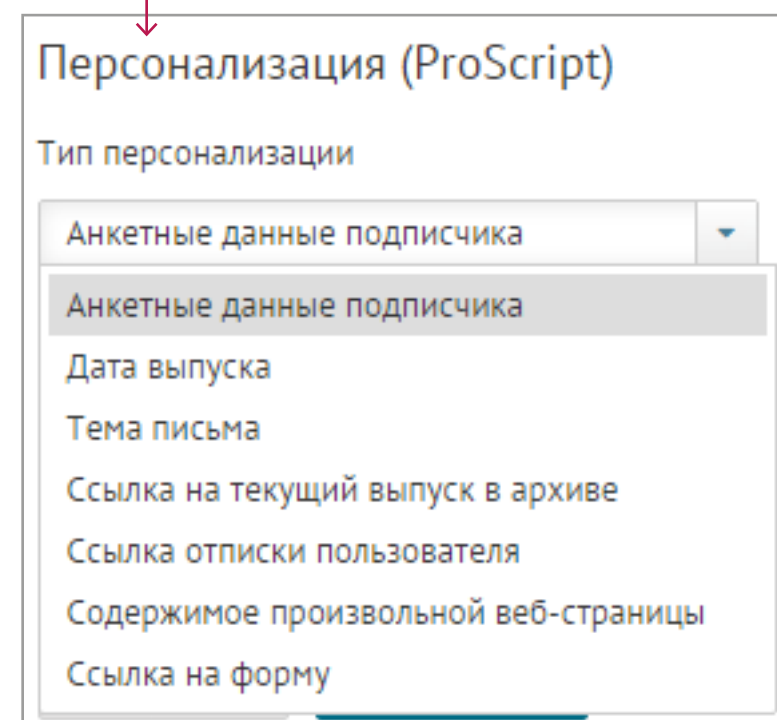 Персонализация (ProScript)
Тип персонализации
Анкетные данные подписчика
Анкетные данные подписчика
Дата выпуска
Тема письма
Ссылка на текущий выпуск в архиве
Ссылка отписки пользователя
Содержимое произвольной веб-страницы
Ссылка на форму